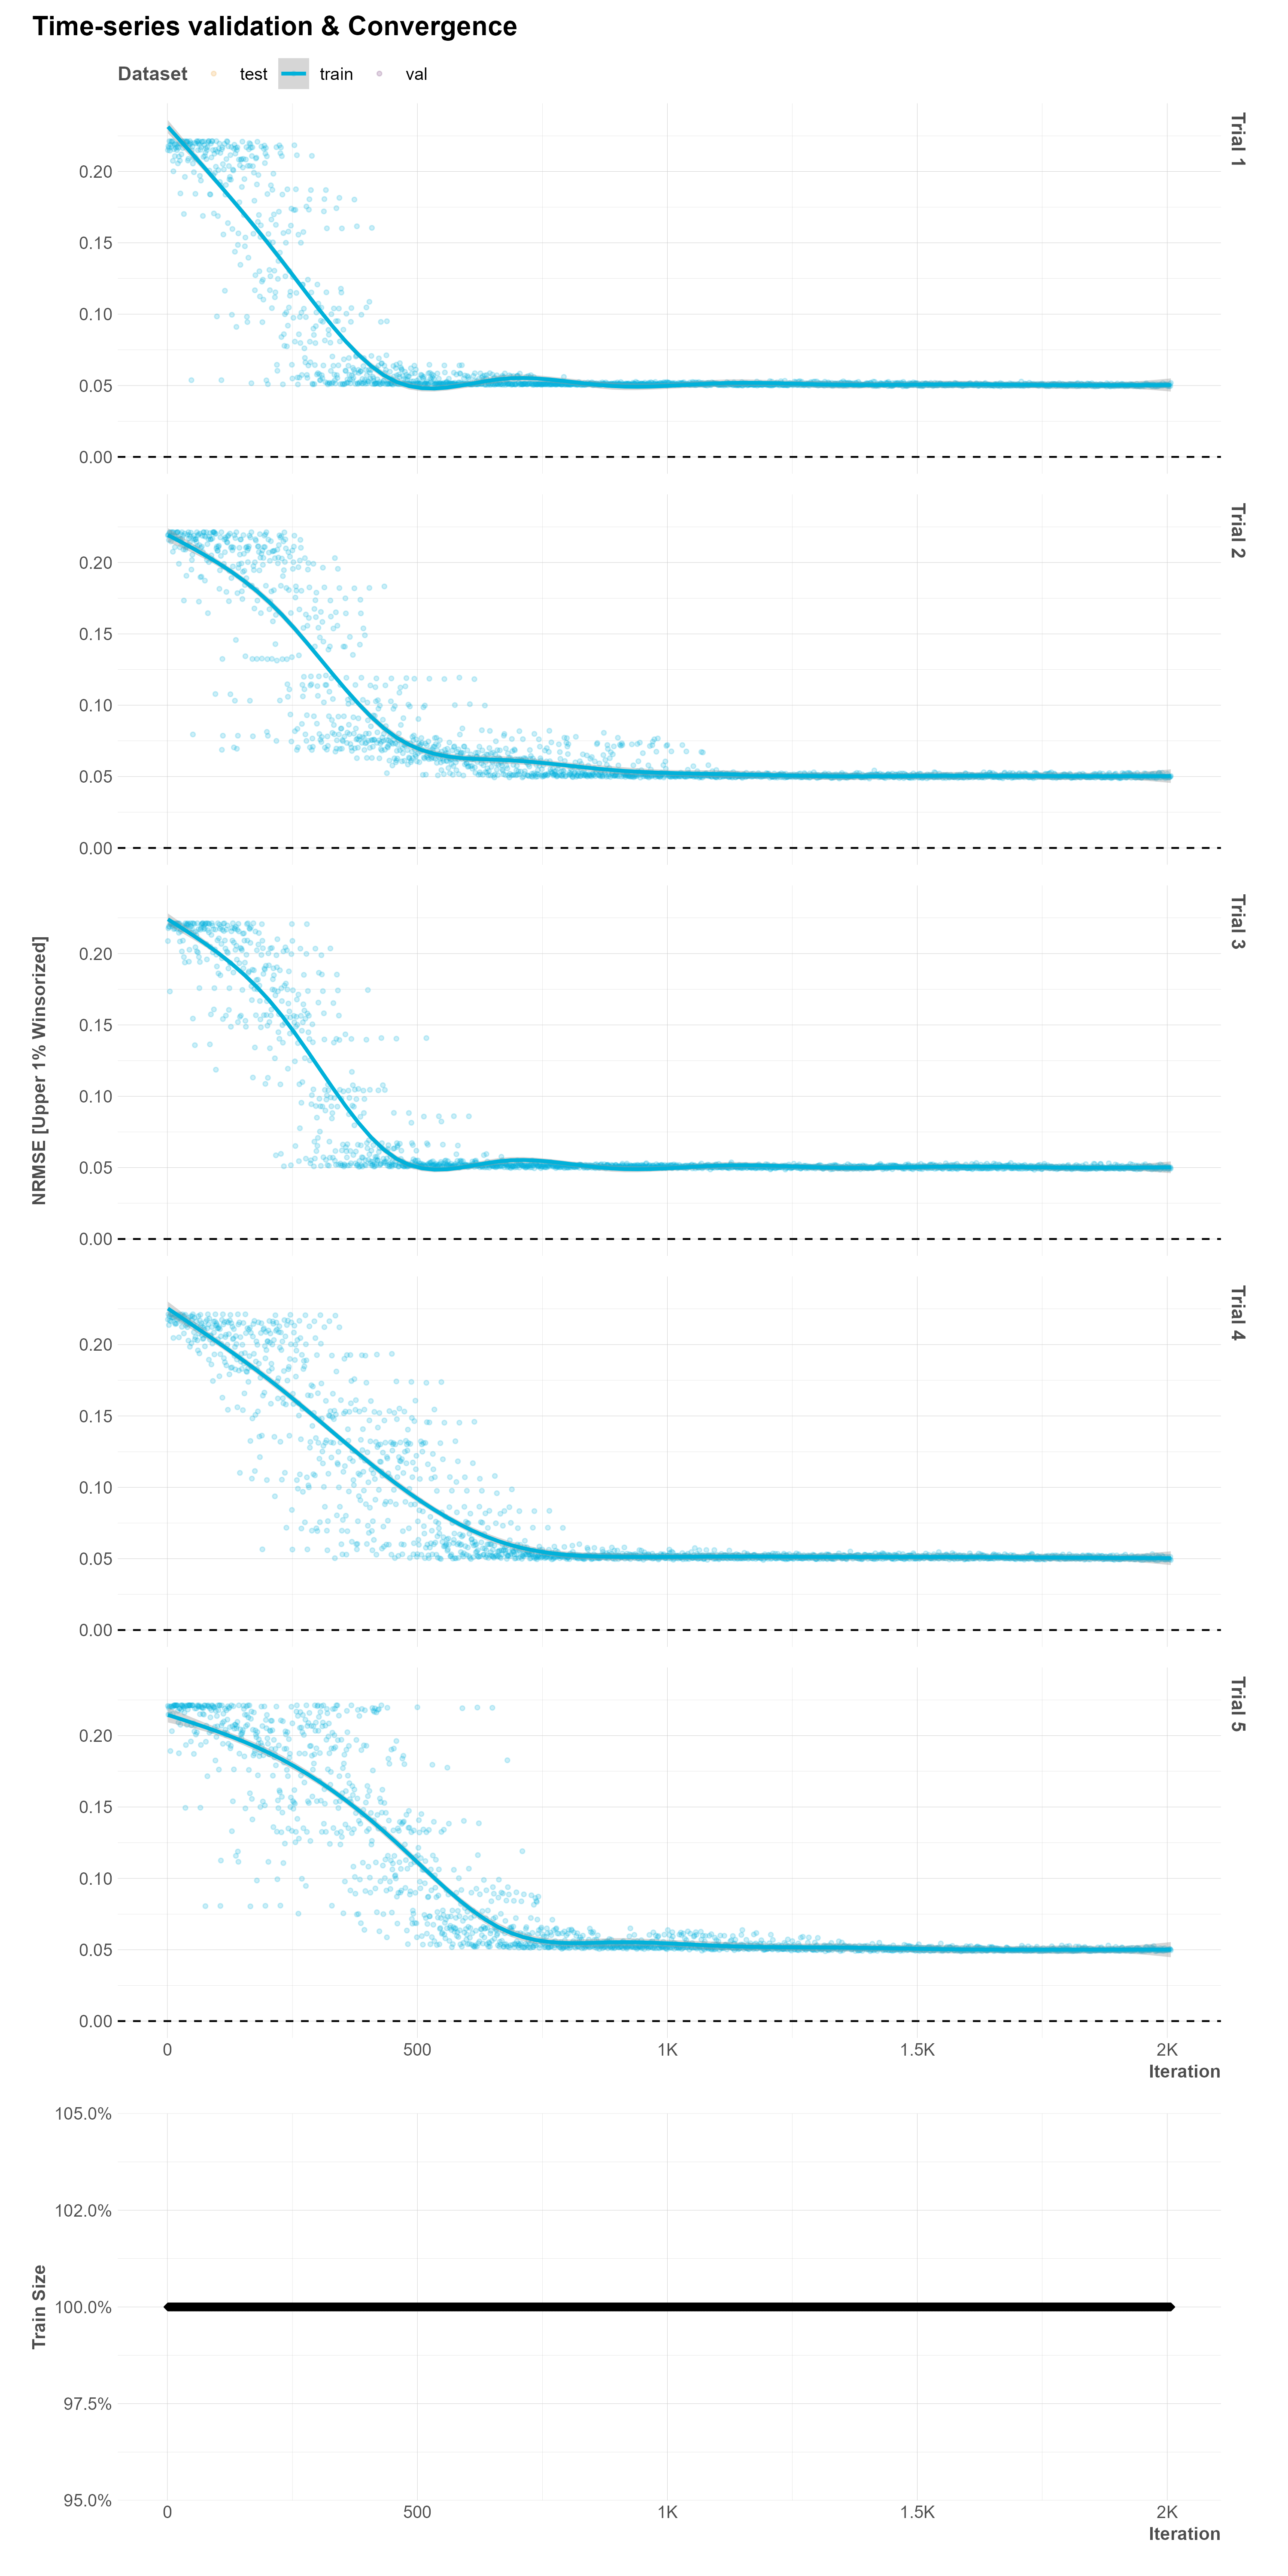 Time-series validation & Convergence
Dataset test train val
Trial 1
0.20
0.15
0.10
0.05
0.00
Trial 2
0.20
0.15
0.10
0.05
0.00
NRMSE [Upper 1% Winsorized]
Trial 3
0.20
0.15
0.10
0.05
0.00
Trial 4
0.20
0.15
0.10
0.05
0.00
Trial 5
0.20
0.15
0.10
0.05
0.00
0 500 1K 1.5K 2K
Iteration
Train Size
105.0%
102.0%
100.0%
97.5%
95.0%
0 500 1K 1.5K 2K
Iteration